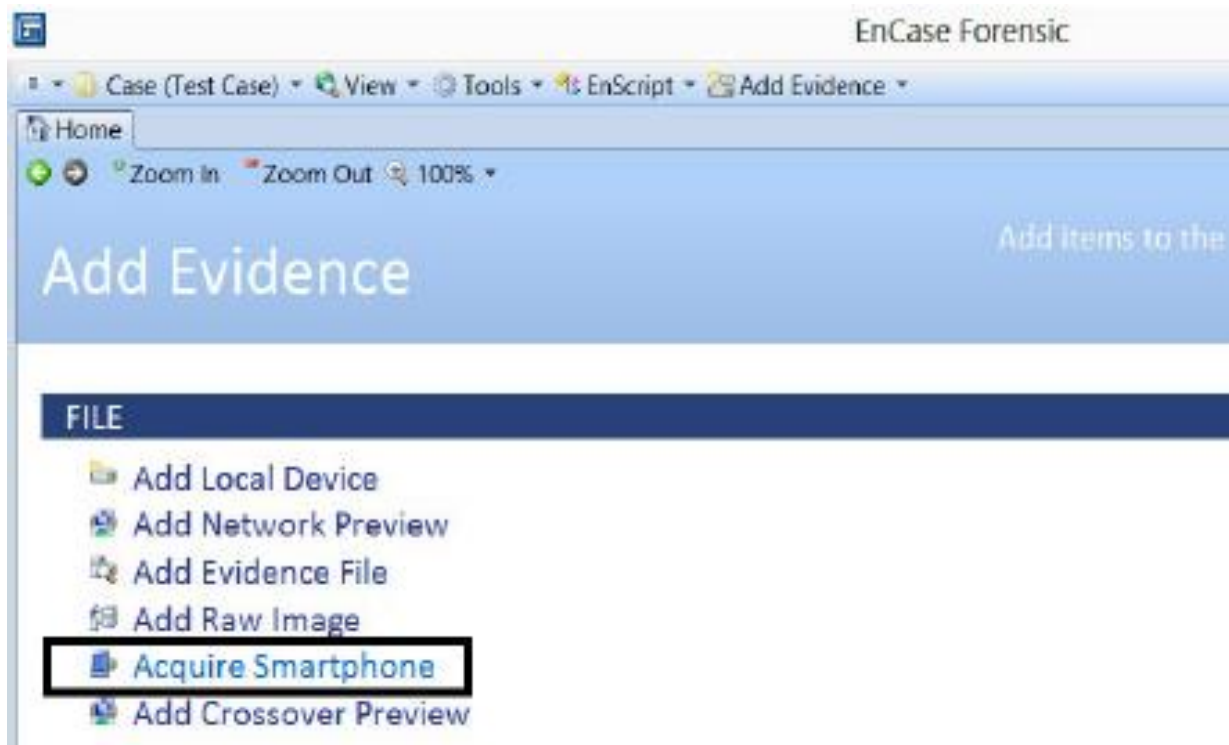 EnCase Forensic
Case (Test Case) View Tools EnScript Add Evidence
Home
Zoom In Zoom Out 100%
Add Evidence
Add items to the
FILE
Add Local Device
Add Network Preview
Add Evidence File
Add Raw Image
Acquire Smartphone
Add Crossover Preview